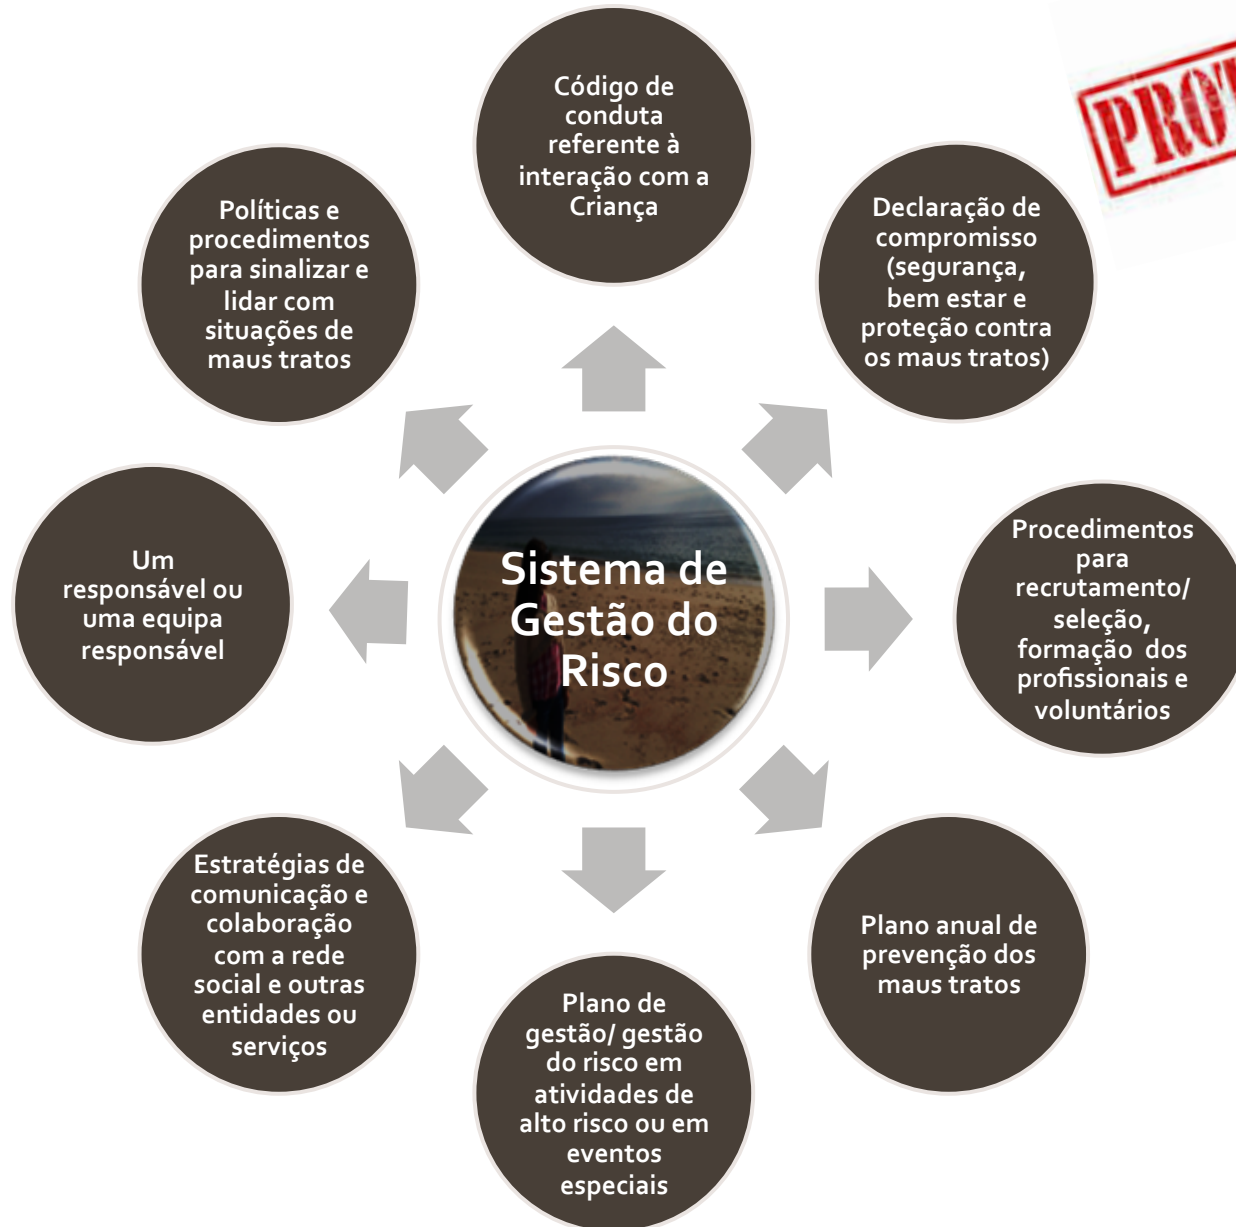 Código de
conduta
referente à
interação com a
Criança
Declaração de
compromisso
(segurança,
bem estar e
proteção contra
os maus tratos)
Procedimentos
para
recrutamento/
seleção,
formação dos
profissionais e
voluntários
Plano anual de
prevenção dos
maus tratos
Plano de
gestão/ gestão
do risco em
atividades de
alto risco ou em
eventos
especiais
Estratégias de
comunicação e
colaboração
com a rede
social e outras
entidades ou
serviços
Um
responsável ou
uma equipa
responsável
Políticas e
procedimentos
para sinalizar e
lidar com
situações de
maus tratos
Sistema de
Gestão do
Risco